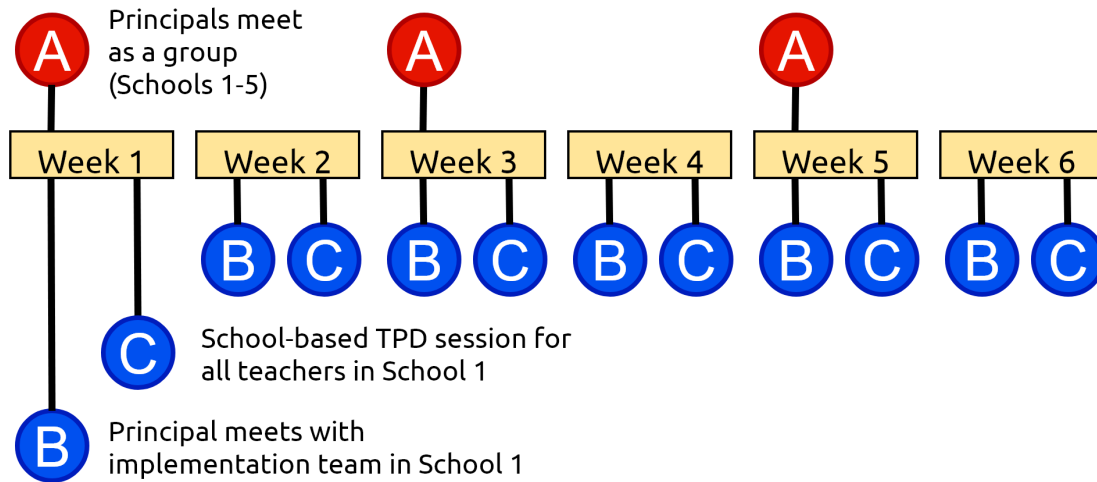 A
Principals meet
as a group
(Schools 1-5)
A
A
Week 1
Week 2
Week 3
Week 4
Week 5
Week 6
B
C
B
C
B
C
B
C
B
C
C
School-based TPD session for
all teachers in School 1
B
Principal meets with
implementation team in School 1